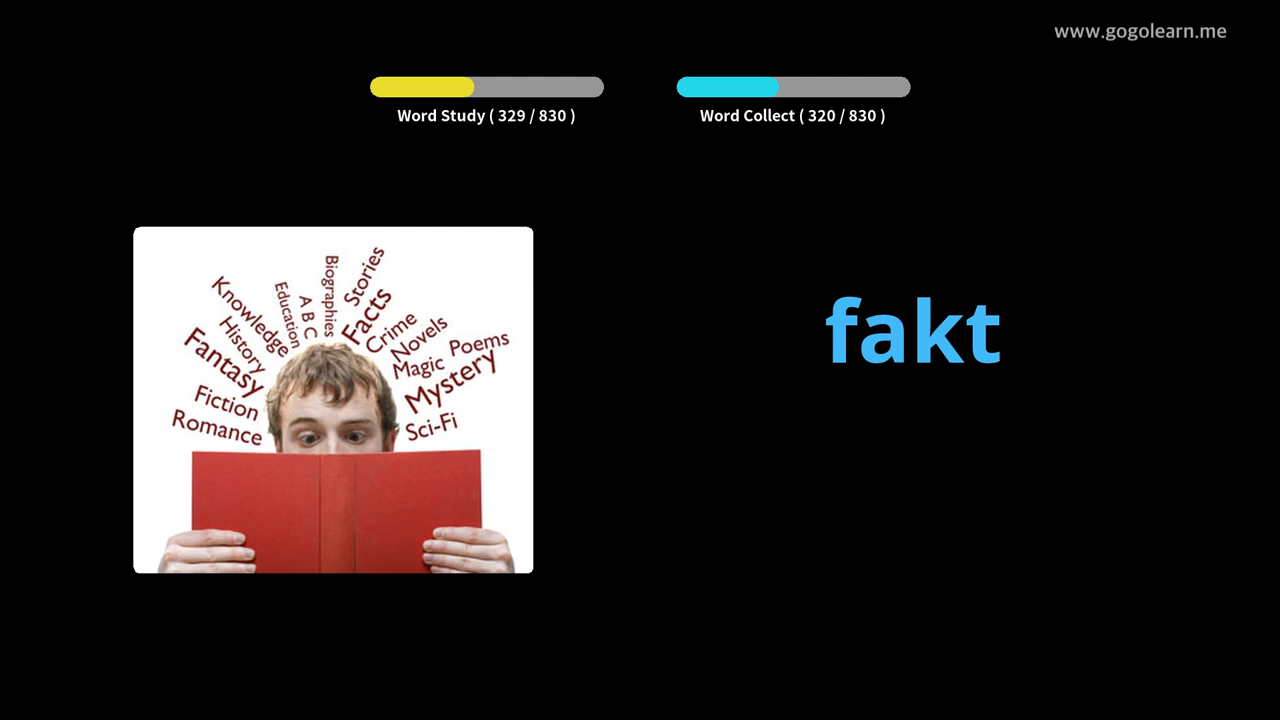 www.gogolearn.me
Word Study ( 329 / 830 )
Word Collect ( 320 / 830 )
Knowledge
Education
A B C
Biographies
Stories
Facts
Crime
Novels
Poems
History
Fantasy
Magic
Mystery
Fiction
Romance
Sci-Fi
fakt